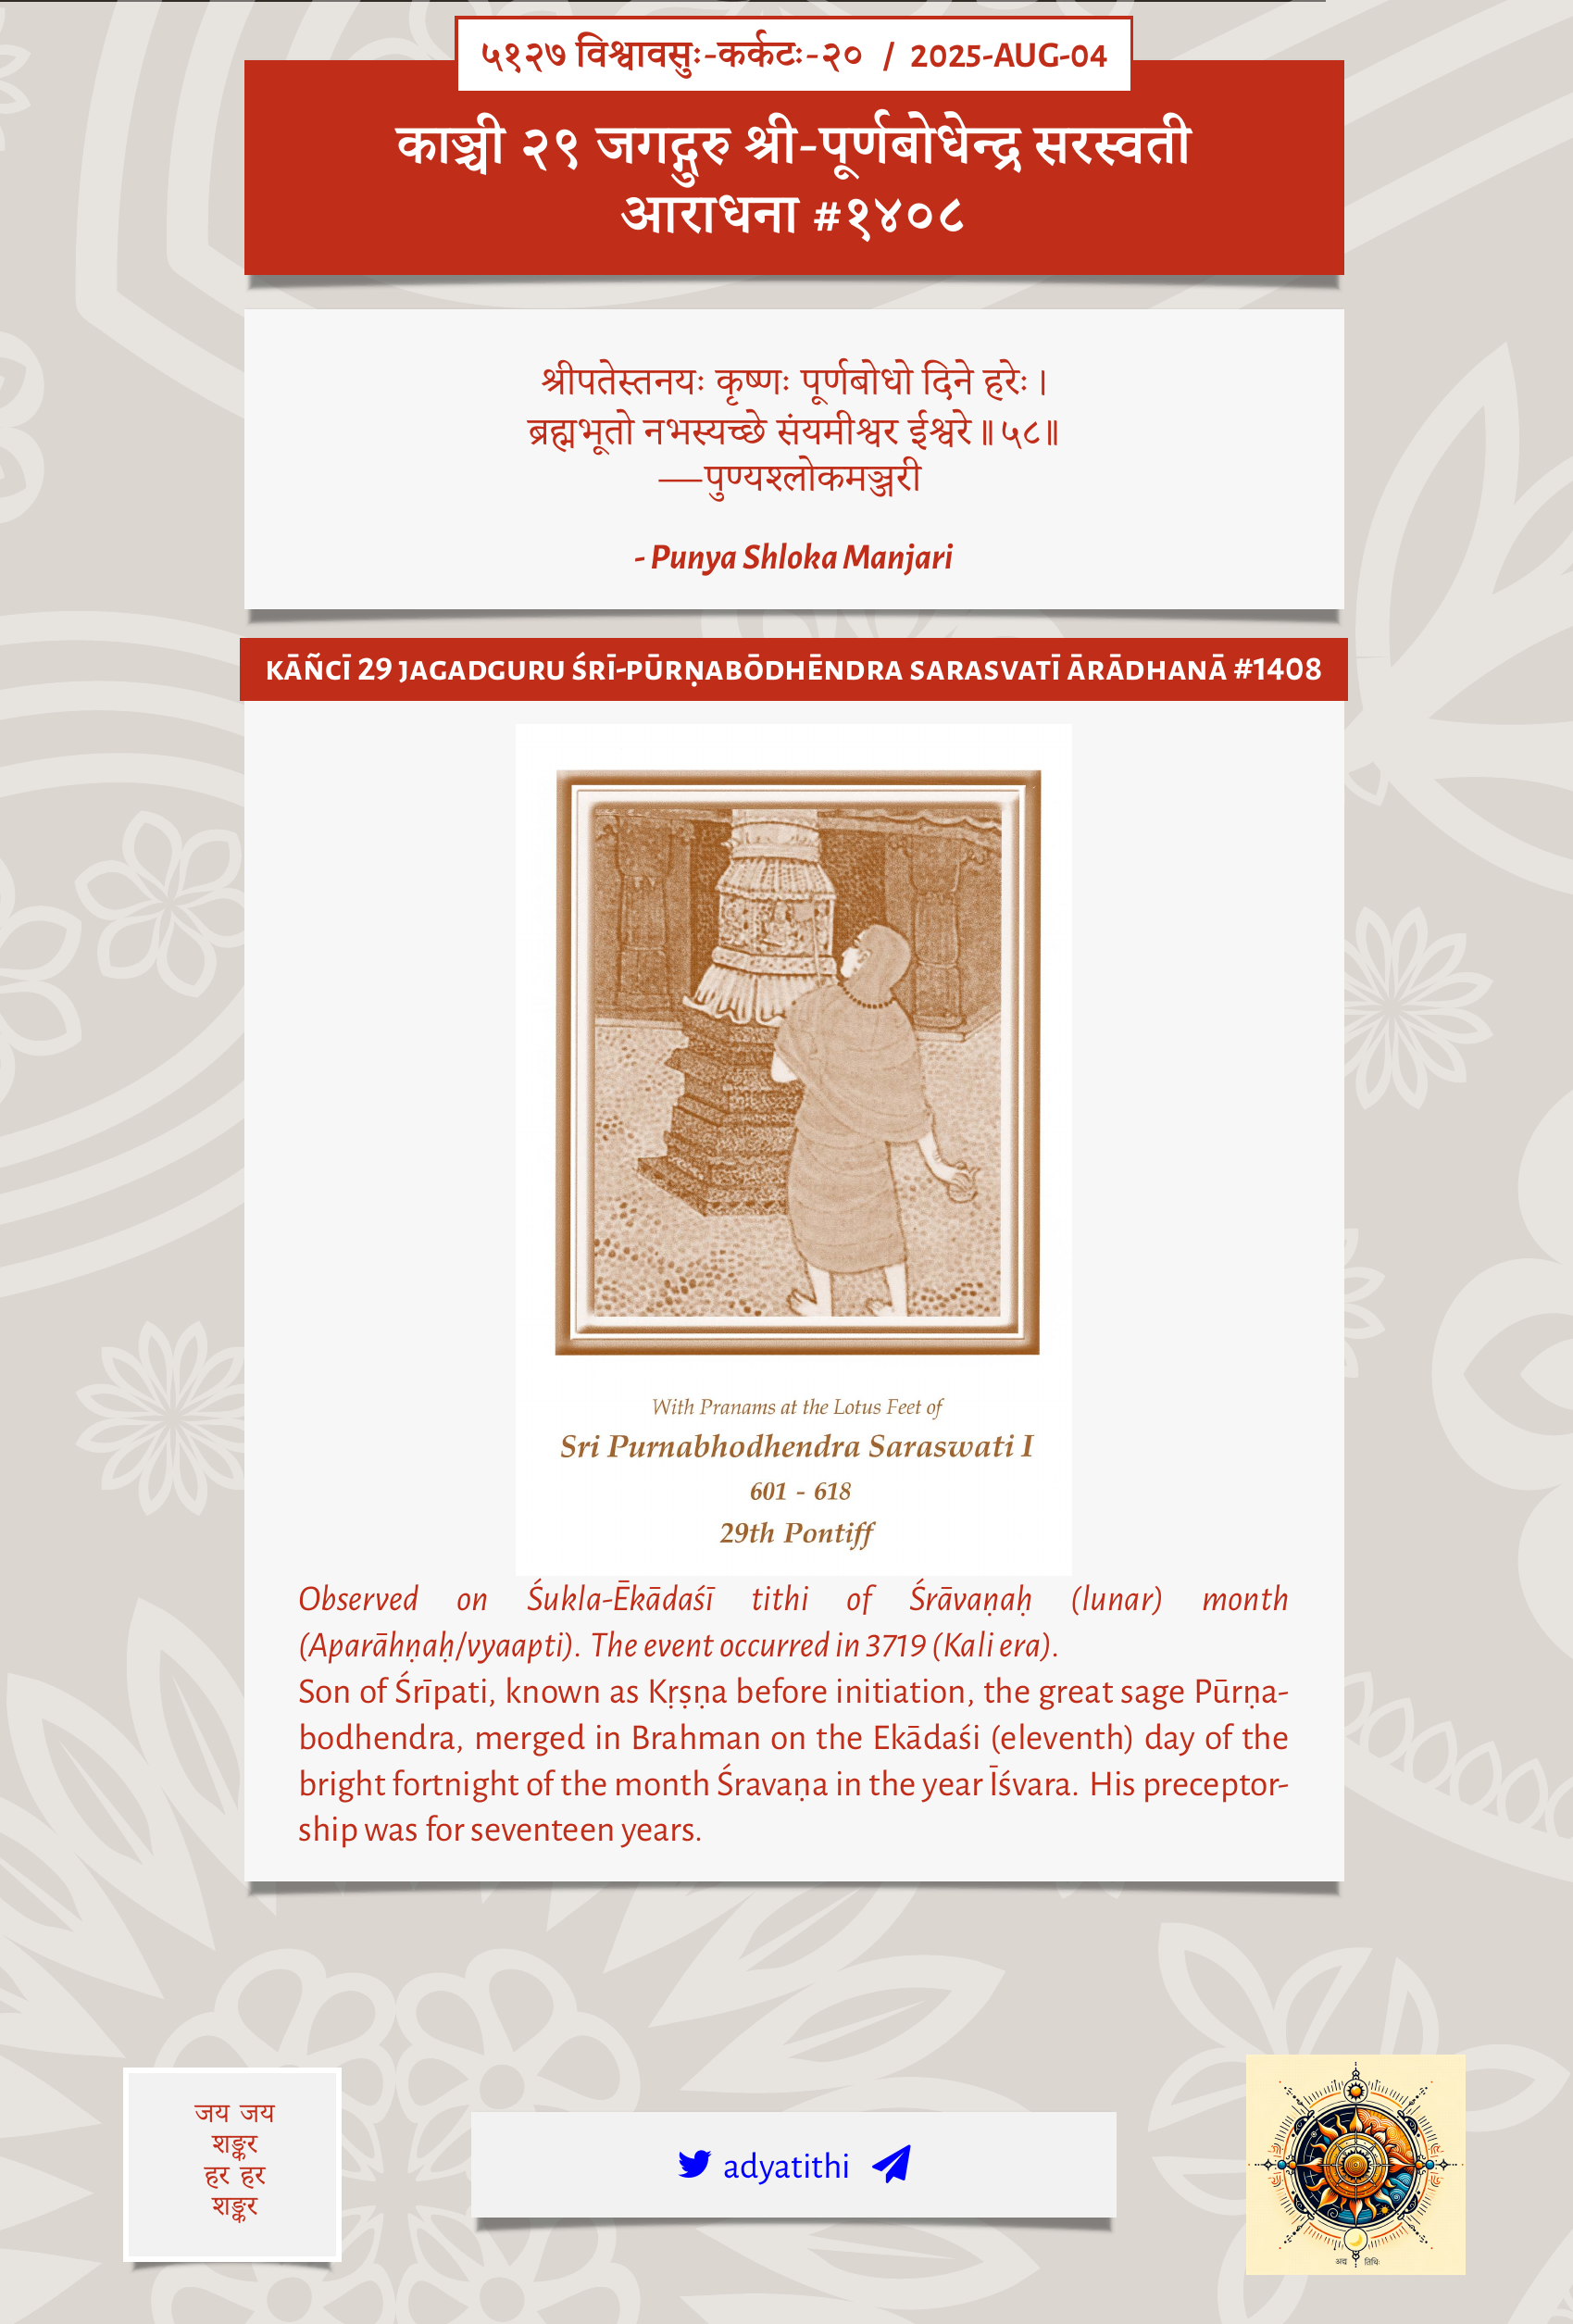 ५१२७ विश्वावसुः-कर्कटः-२० / 2025-AUG-04
काञ्ची २९ जगद्गुरु श्री-पूर्णबोधेन्द्र सरस्वती
आराधना #१४०८
श्रीपतेस्तनयः कृष्णः पूर्णबोधो दिने हरेः।
ब्रह्मभूतो नभस्यच्छे संयमीश्वर ईश्वरे॥५८॥
—पुण्यश्लोकमञ्जरी
- Punya Shloka Manjari
KĀÑCĪ 29 JAGADGURU ŚRĪ-PŪRṆABŌDHĒNDRA SARASVATĪ ĀRĀDHANĀ #1408
With Pranams at the Lotus Feet of
Sri Purnabhodhendra Saraswati I
601 - 618
29th Pontiff
Observed on Śukla-Ēkādaśī tithi of Śrāvaṇaḥ (lunar) month
(Aparāhṇaḥ/vyaapti). The event occurred in 3719 (Kali era).
Son of Śrīpati, known as Kṛṣṇa before initiation, the great sage Pūrṇa-
bodhendra, merged in Brahman on the Ekādaśi (eleventh) day of the
bright fortnight of the month Śravaṇa in the year Īśvara. His preceptor-
ship was for seventeen years.
जय जय
शङ्कर
हर हर
शङ्कर
adyatithi
अद्य तिथिः